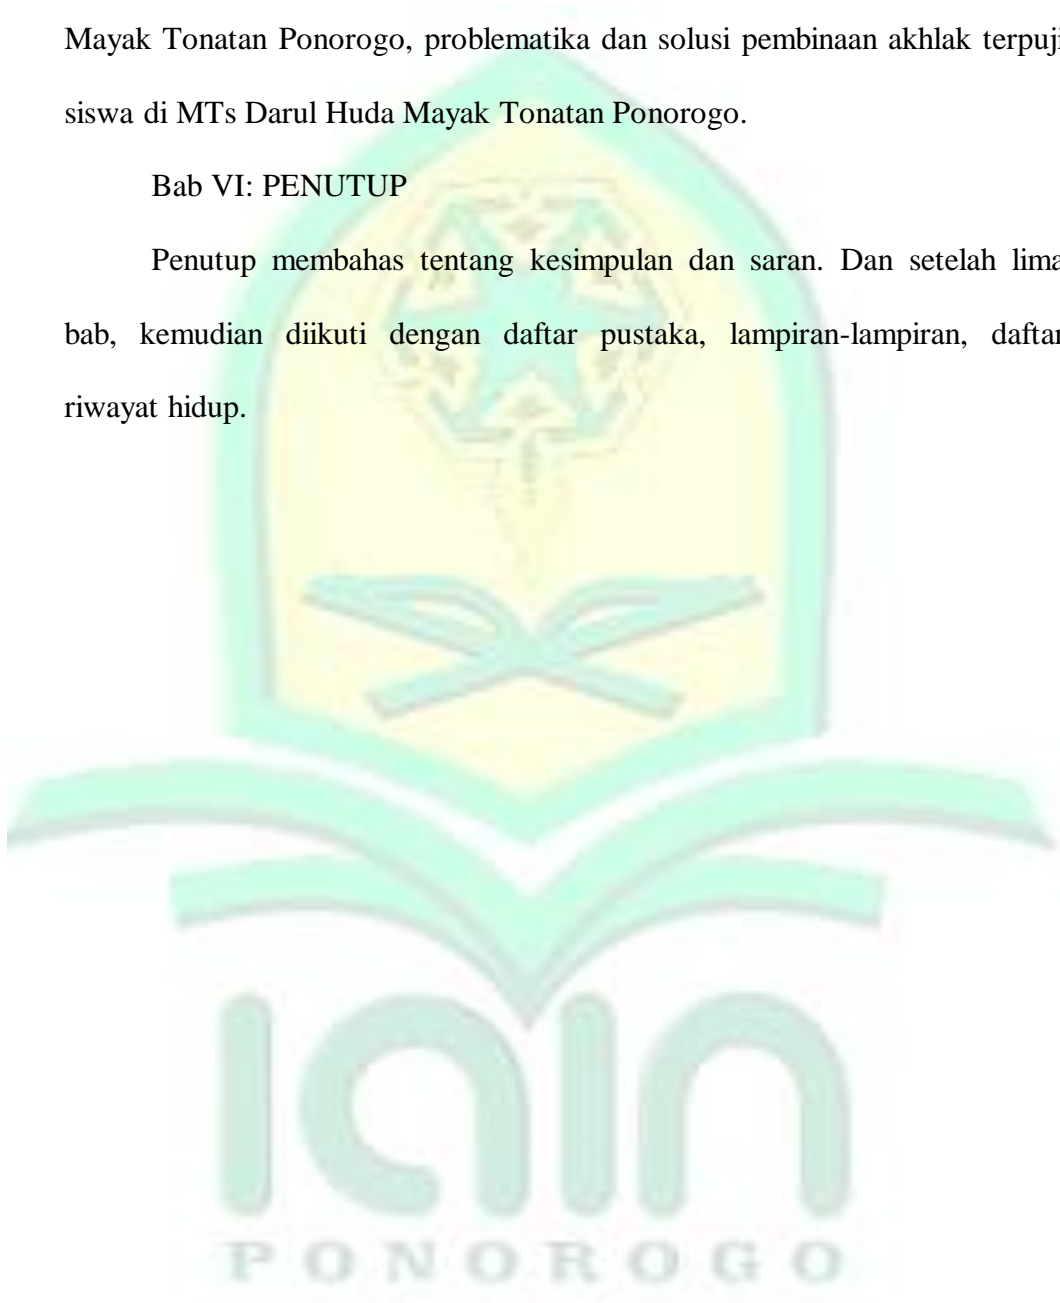 Mayak Tonatan Ponorogo, problematika dan solusi pembinaan akhlak terpuji
siswa di MTs Darul Huda Mayak Tonatan Ponorogo.
Bab VI: PENUTUP
Penutup membahas tentang kesimpulan dan saran. Dan setelah lima
bab, kemudian diikuti dengan daftar pustaka, lampiran-lampiran, daftar
riwayat hidup.
iain
PONOROGO